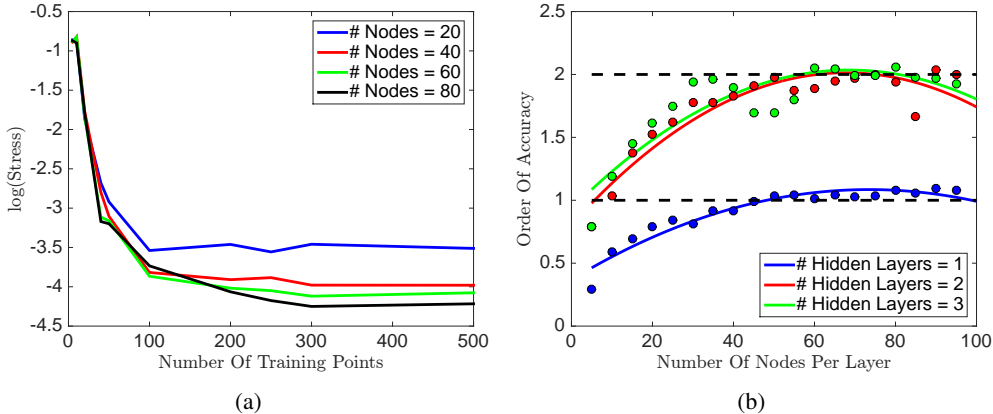 # Nodes = 20
# Nodes = 40
# Nodes = 60
# Nodes = 80
log(Stress)
-0.5
-1
-1.5
-2
-2.5
-3
-3.5
-4
-4.5
0 100 200 300 400 500
Number Of Training Points
(a)
Order Of Accuracy
2.5
2
1.5
1
0.5
0
# Hidden Layers = 1
# Hidden Layers = 2
# Hidden Layers = 3
0 20 40 60 80 100
Number Of Nodes Per Layer
(b)